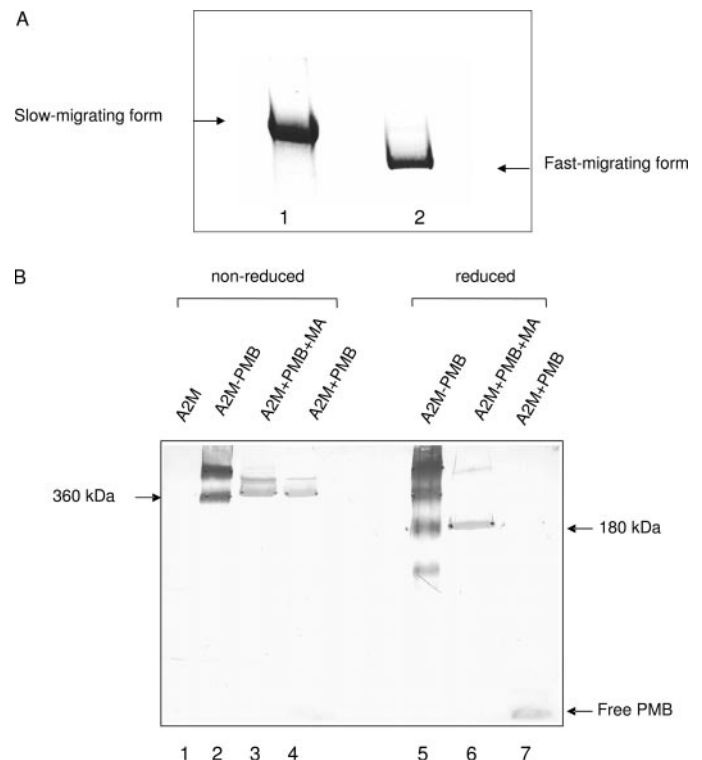 A
Slow-migrating form
Fast-migrating form
1 2
B
non-reduced reduced
A2M A2M-PMB A2M+PMB+MA A2M+PMB A2M-PMB A2M+PMB+MA A2M+PMB
360 kDa
180 kDa
Free PMB
1 2 3 4 5 6 7